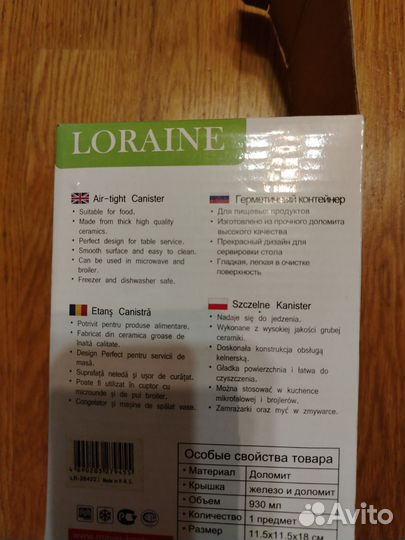 LORAINE
Air-tight Canister
• Suitable for food.
• Made from thick high quality
ceramics.
• Perfect design for table service.
• Smooth surface and easy to clean.
• Can be used in microwave and
broiler.
• Freezer and dishwasher safe.
Герметичный контейнер
• Для пищевых продуктов
• Изготовлено из прочного доломита
высокого качества
• Прекрасный дизайн для
сервировки стола
• Гладкая, легкая в очистке
поверхность
Etanş Canistră
• Potrivit pentru produse alimentare.
• Fabricat din ceramica groase de
înaltă calitate.
• Design Perfect pentru servicii de
masă.
• Suprafață neledă și ușor de curățat.
• Poate fi utilizat în cuptor cu
microunde și de pui broiler.
• Congelator și mașina de spălat vase.
Szczelne Kanister
• Nadaje się do jedzenia.
• Wykonane z wysokiej jakości grubej
ceramiki.
• Doskonała konstrukcja obsługą
kelnerską.
• Gładka powierzchnia i łatwa do
czyszczenia.
• Może stosować w kuchence
mikrofalowej i brojlerów.
• Zamrażarki oraz myć w zmywarce.
LR-28422
Особые свойства товара
• Материал Доломит
• Крышка железо и доломит
• Объем 930 мл
• Количество 1 предмет
• Размер 11.5х11.5х18 см
Avito